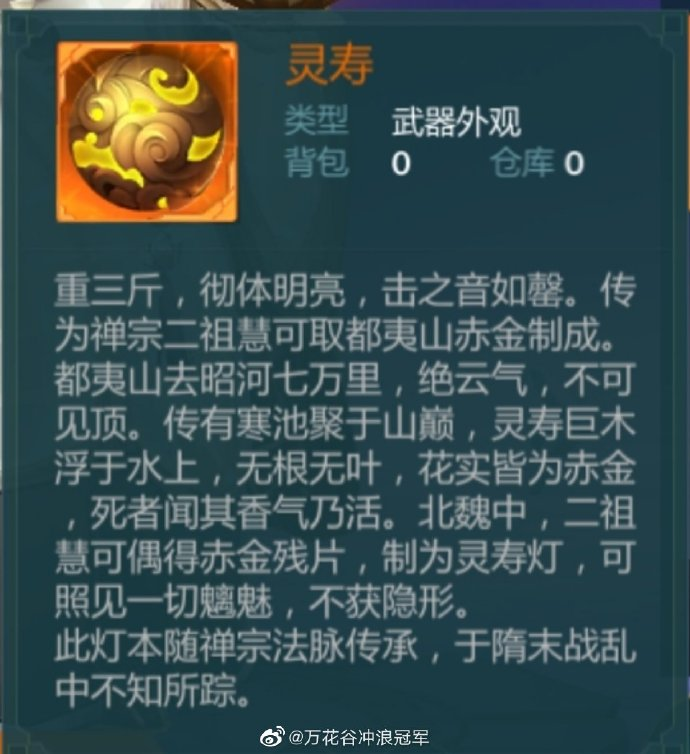 灵寿
类型 武器外观
背包 0 仓库 0
重三斤，彻体明亮，击之音如罄。传
为禅宗二祖慧可取都夷山赤金制成。
都夷山去昭河七万里，绝云气，不可
见顶。传有寒池聚于山巅，灵寿巨木
浮于水上，无根无叶，花实皆为赤金
，死者闻其香气乃活。北魏中，二祖
慧可偶得赤金残片，制为灵寿灯，可
照见一切魑魅，不获隐形。
此灯本随禅宗法脉传承，于隋末战乱
中不知所踪。
@万花谷冲浪冠军